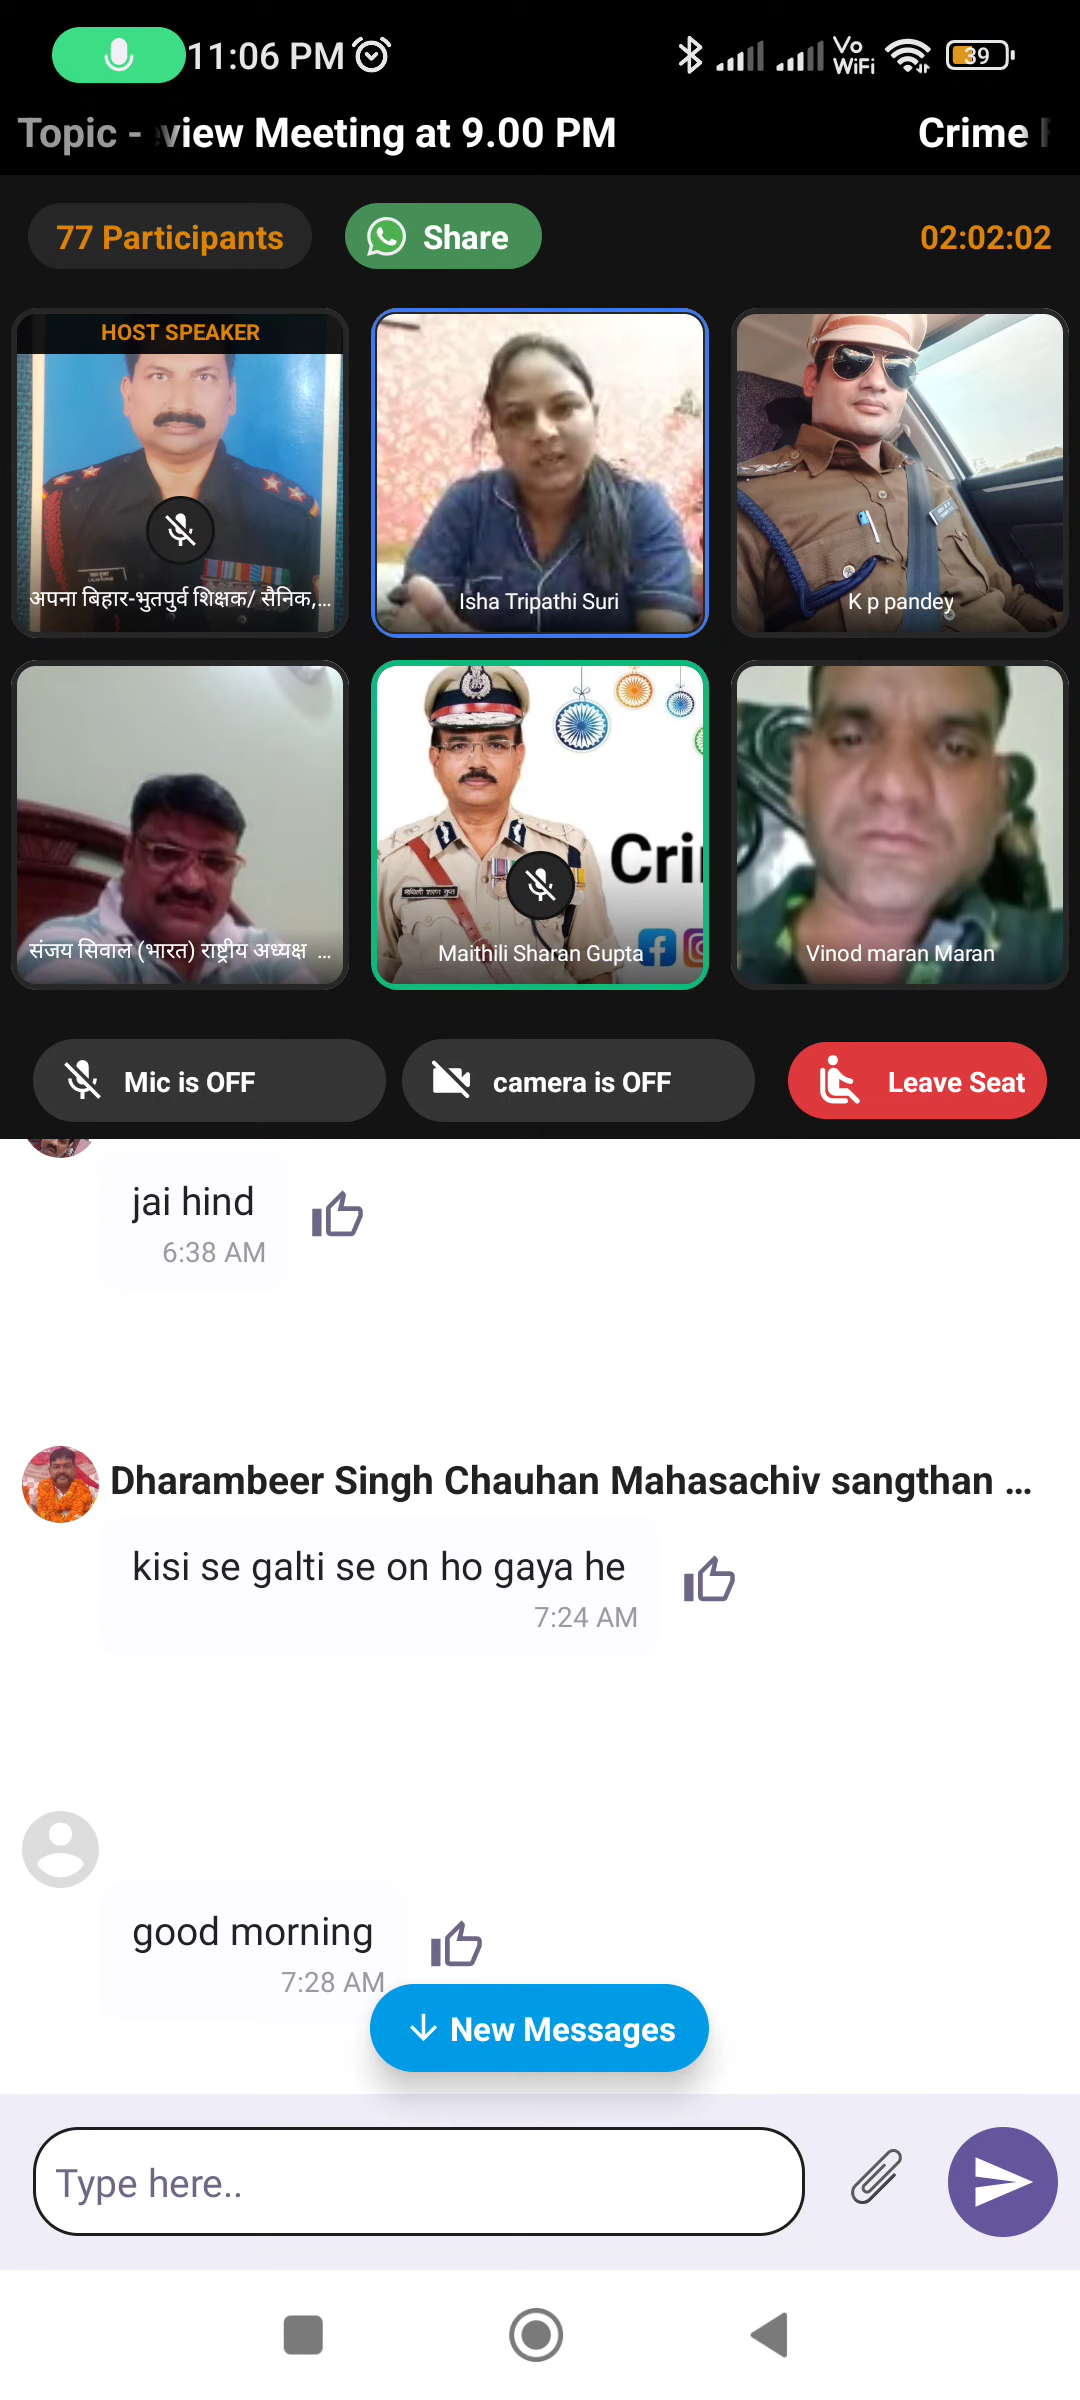 11:06 PM
Vo
WiFi
39
Topic - view Meeting at 9.00 PM
Crime
77 Participants
Share
02:02:02
HOST SPEAKER
अपना बिहार-भुतपुर्व शिक्षक/ सैनिक,...
Isha Tripathi Suri
K p pandey
संजय सिवाल (भारत) राष्ट्रीय अध्यक्ष ...
Cri
मैथिली शरण गुप्त
Maithili Sharan Gupta
Vinod maran Maran
Mic is OFF
camera is OFF
Leave Seat
jai hind
6:38 AM
Dharambeer Singh Chauhan Mahasachiv sangthan ...
kisi se galti se on ho gaya he
7:24 AM
good morning
7:28 AM
New Messages
Type here..